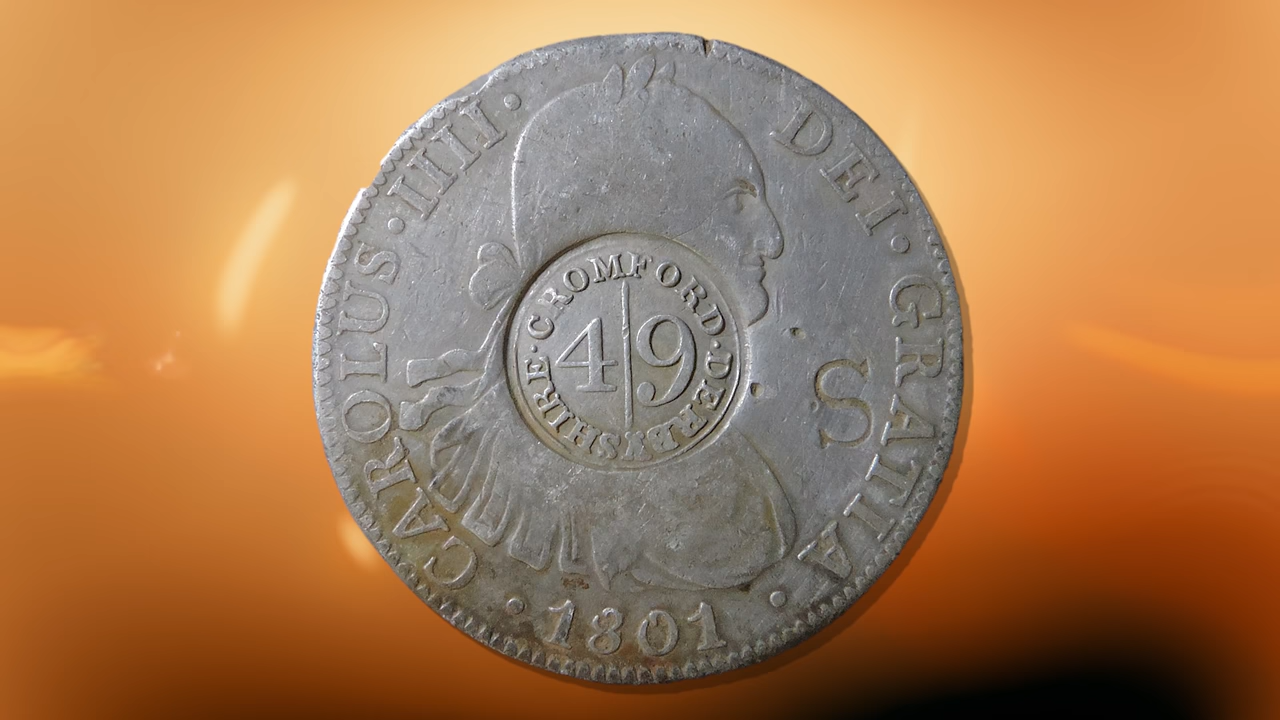 CAROLUS·IIII· DEI·GRATIA·
·1801·
S
·CROMFORD·DERBYSHIRE
4|9